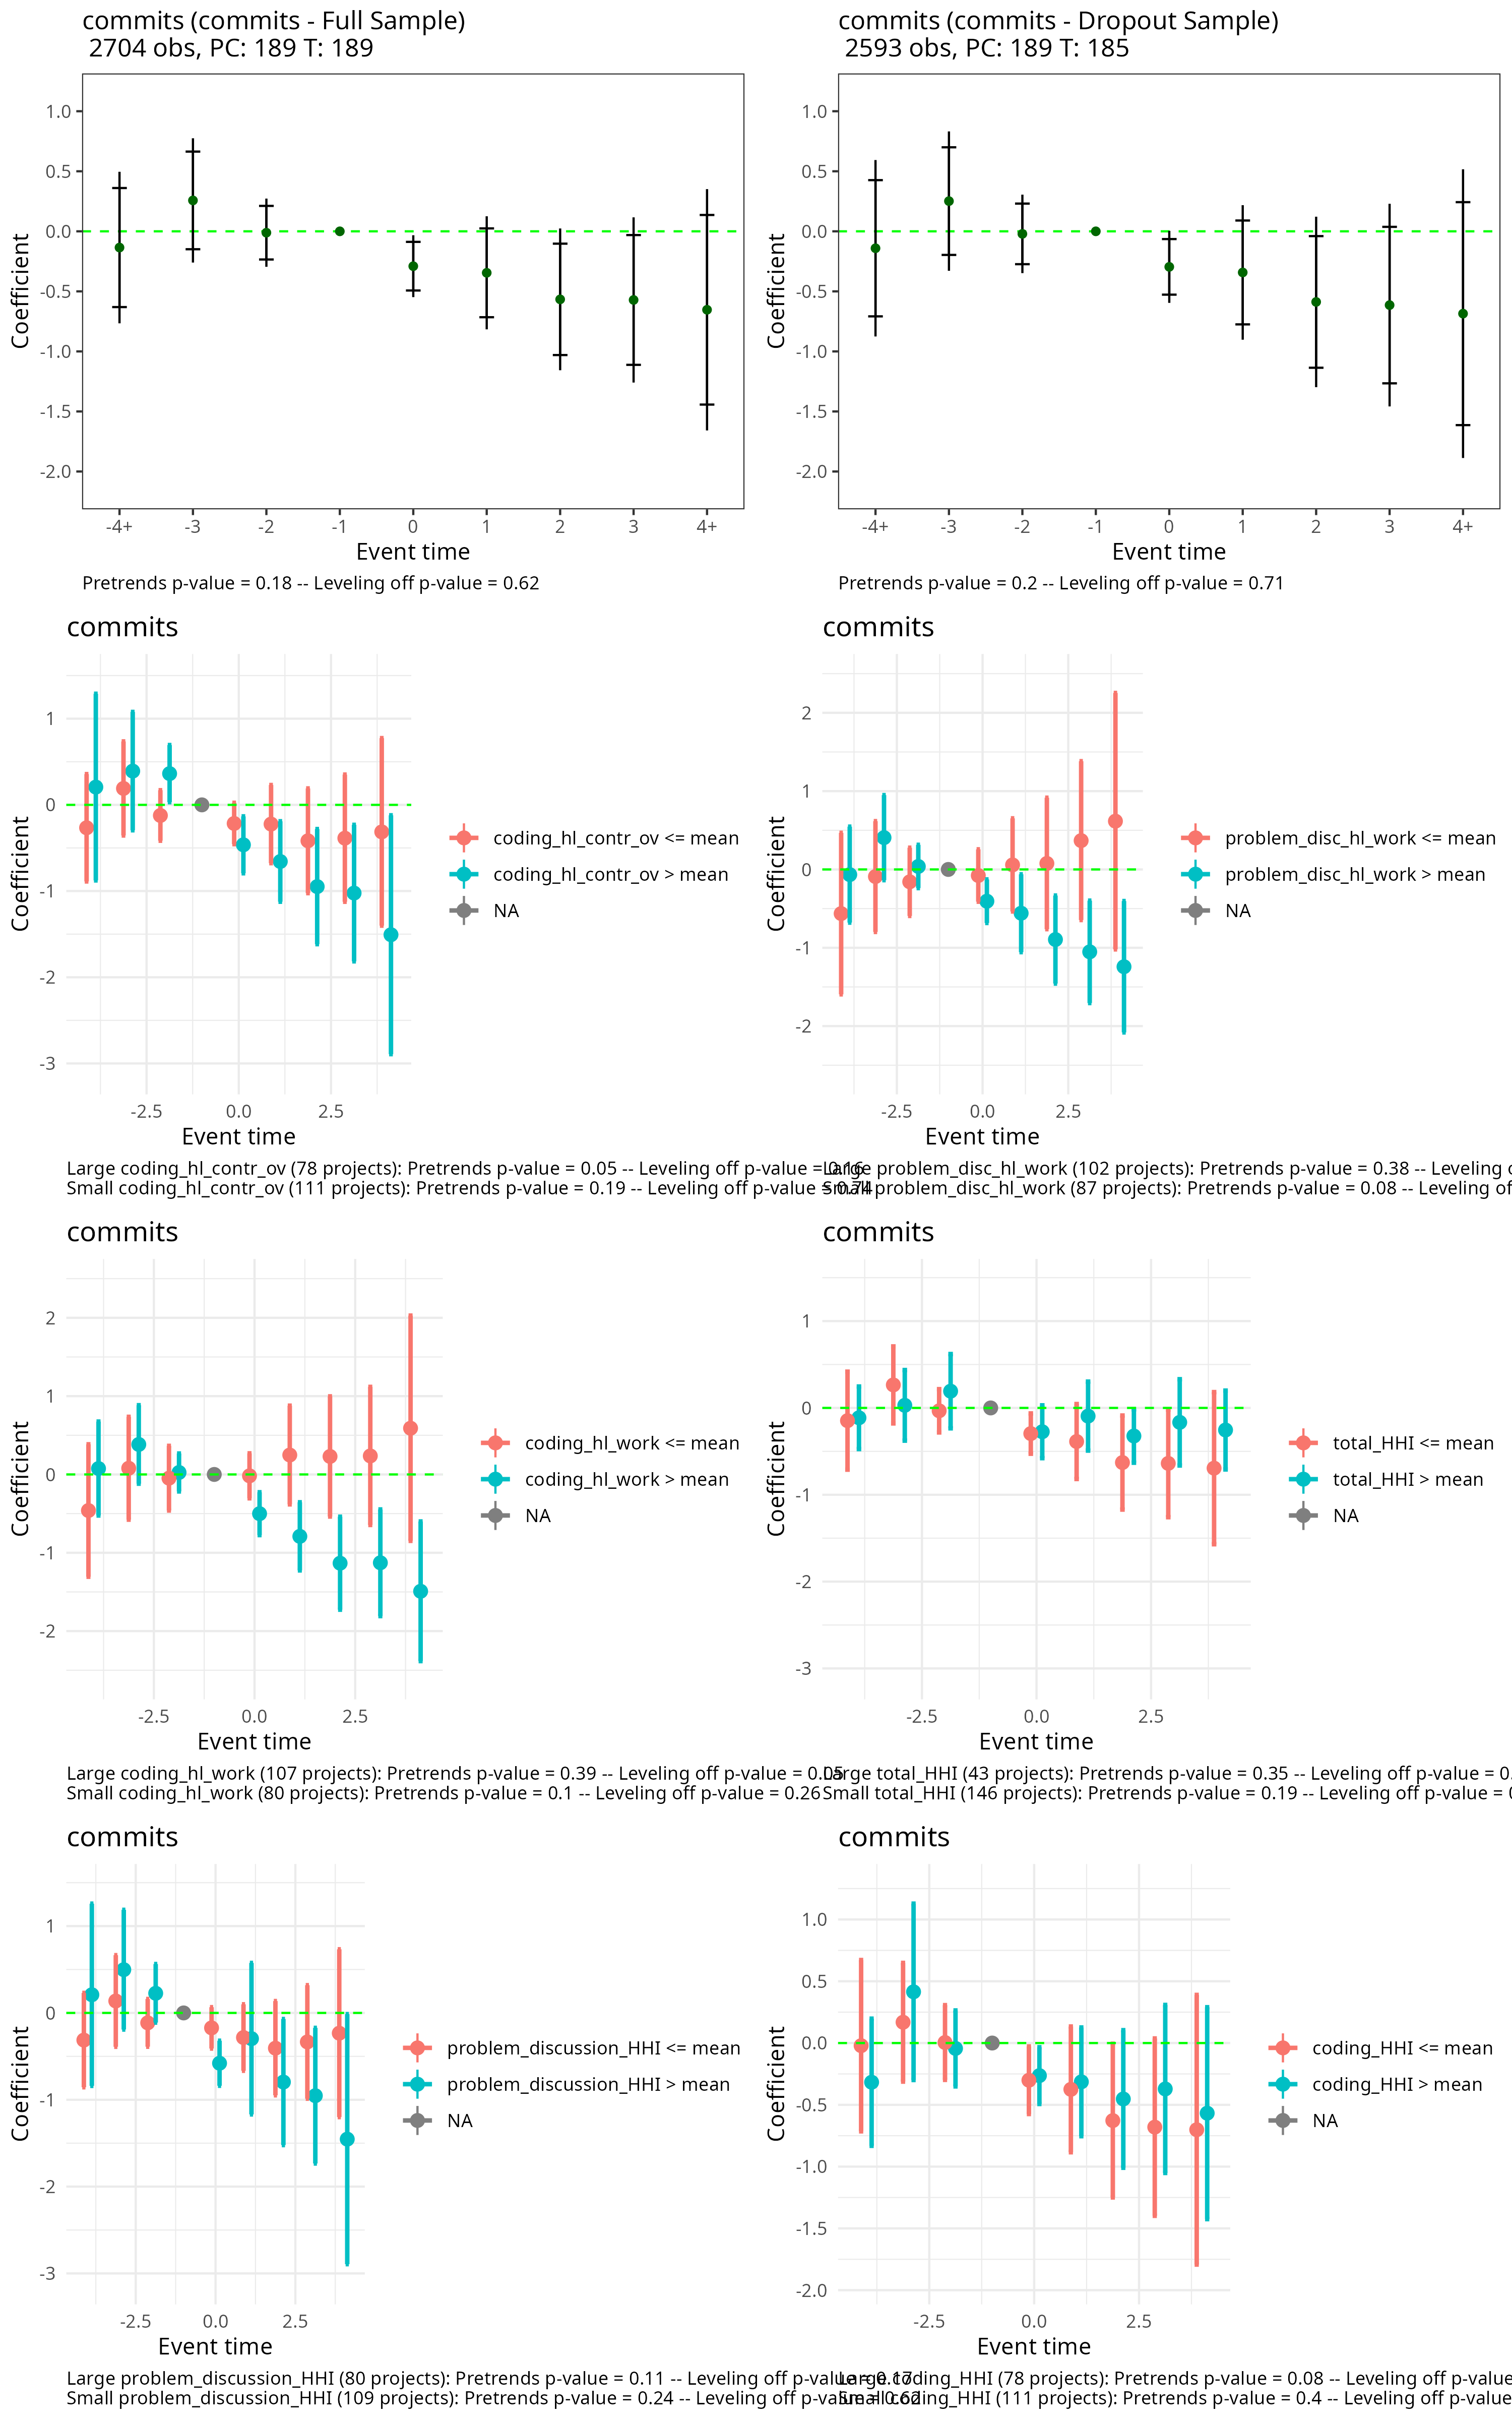 commits (commits - Full Sample)
2704 obs, PC: 189 T: 189
1.0
0.5
0.0
-0.5
-1.0
-1.5
-2.0
Coefficient
-4+ -3 -2 -1 0 1 2 3 4+
Event time
Pretrends p-value = 0.18 -- Leveling off p-value = 0.62
commits (commits - Dropout Sample)
2593 obs, PC: 189 T: 185
1.0
0.5
0.0
-0.5
-1.0
-1.5
-2.0
Coefficient
-4+ -3 -2 -1 0 1 2 3 4+
Event time
Pretrends p-value = 0.2 -- Leveling off p-value = 0.71
commits
1
0
-1
-2
-3
Coefficient
-2.5 0.0 2.5
Event time
coding_hl_contr_ov <= mean
coding_hl_contr_ov > mean
NA
Large coding_hl_contr_ov (78 projects): Pretrends p-value = 0.05 -- Leveling off p-value = 0.16
Small coding_hl_contr_ov (111 projects): Pretrends p-value = 0.19 -- Leveling off p-value = 0.74
commits
2
1
0
-1
-2
Coefficient
-2.5 0.0 2.5
Event time
problem_disc_hl_work <= mean
problem_disc_hl_work > mean
NA
Large problem_disc_hl_work (102 projects): Pretrends p-value = 0.38 -- Leveling
Small problem_disc_hl_work (87 projects): Pretrends p-value = 0.08 -- Leveling of
commits
2
1
0
-1
-2
Coefficient
-2.5 0.0 2.5
Event time
coding_hl_work <= mean
coding_hl_work > mean
NA
Large coding_hl_work (107 projects): Pretrends p-value = 0.39 -- Leveling off p-value = 0.05
Small coding_hl_work (80 projects): Pretrends p-value = 0.1 -- Leveling off p-value = 0.26
commits
1
0
-1
-2
-3
Coefficient
-2.5 0.0 2.5
Event time
total_HHI <= mean
total_HHI > mean
NA
Large total_HHI (43 projects): Pretrends p-value = 0.35 -- Leveling off p-value = 0.
Small total_HHI (146 projects): Pretrends p-value = 0.19 -- Leveling off p-value =
commits
1
0
-1
-2
-3
Coefficient
-2.5 0.0 2.5
Event time
problem_discussion_HHI <= mean
problem_discussion_HHI > mean
NA
Large problem_discussion_HHI (80 projects): Pretrends p-value = 0.11 -- Leveling off p-value = 0.17
Small problem_discussion_HHI (109 projects): Pretrends p-value = 0.24 -- Leveling off p-value = 0.62
commits
1.0
0.5
0.0
-0.5
-1.0
-1.5
-2.0
Coefficient
-2.5 0.0 2.5
Event time
coding_HHI <= mean
coding_HHI > mean
NA
Large coding_HHI (78 projects): Pretrends p-value = 0.08 -- Leveling off p-value
Small coding_HHI (111 projects): Pretrends p-value = 0.4 -- Leveling off p-value